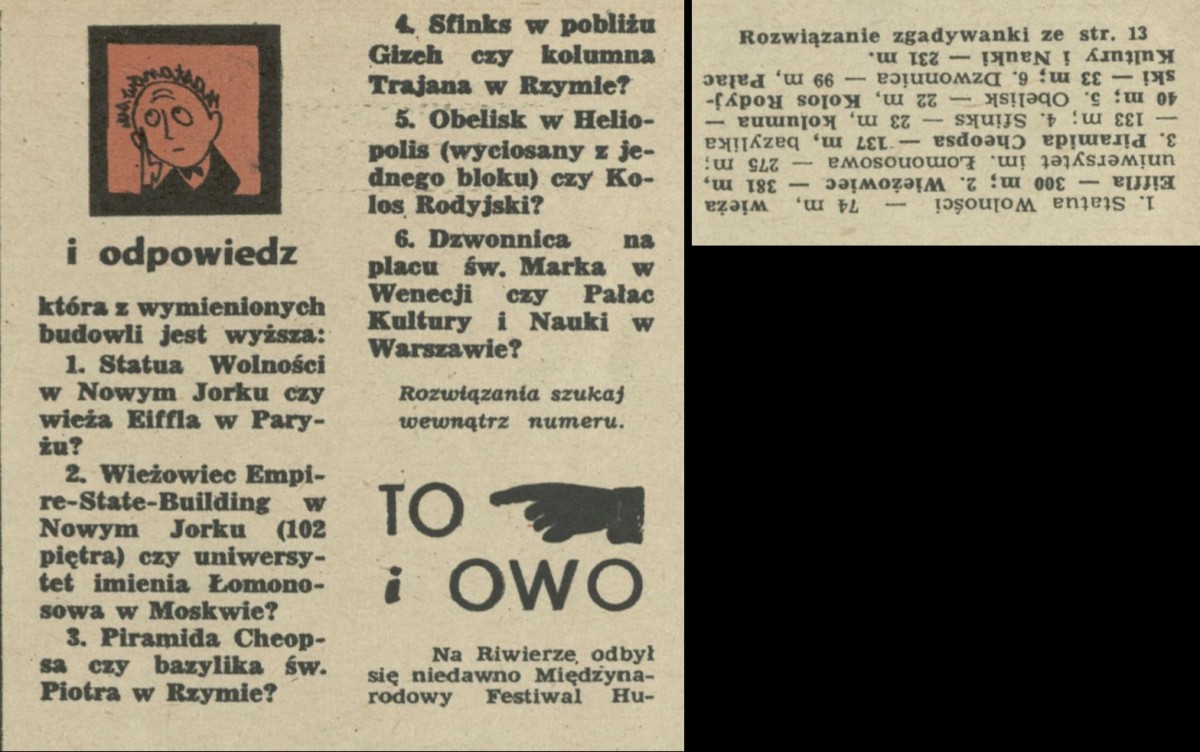 zastanów się
i odpowiedz
która z wymienionych
budowli jest wyższa:
1. Statua Wolności
w Nowym Jorku czy
wieża Eiffla w Pary-
żu?
2. Wieżowiec Empi-
re-State-Building w
Nowym Jorku (102
piętra) czy uniwersy-
tet imienia Łomono-
sowa w Moskwie?
3. Piramida Cheop-
sa czy bazylika św.
Piotra w Rzymie?
4. Sfinks w pobliżu
Gizeh czy kolumna
Trajana w Rzymie?
5. Obelisk w Helio-
polis (wyciosany z je-
dnego bloku) czy Ko-
los Rodyjski?
6. Dzwonnica na
placu św. Marka w
Wenecji czy Pałac
Kultury i Nauki w
Warszawie?
Rozwiązania szukaj
wewnątrz numeru.
TO
i OWO
Na Riwierze odbył
się niedawno Międzyna-
rodowy Festiwal Hu-
Rozwiązanie zgadywanki ze str. 13
1. Statua Wolności — 74 m, wieża
Eiffla — 300 m; 2. Wieżowiec — 381 m,
uniwersytet im. Łomonosowa — 275 m;
3. Piramida Cheopsa — 137 m, bazylika
— 133 m; 4. Sfinks — 23 m, kolumna —
40 m; 5. Obelisk — 22 m, Kolos Rodyj-
ski — 33 m; 6. Dzwonnica — 99 m, Pałac
Kultury i Nauki — 231 m.